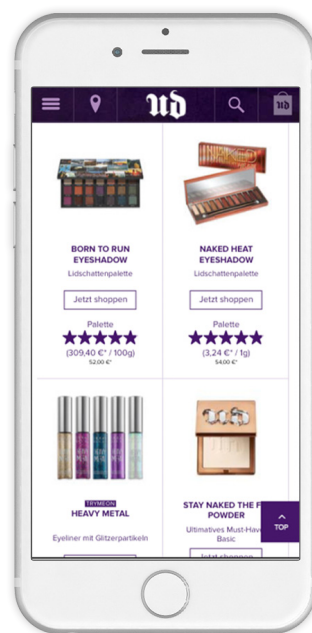 UD
UD
BORN TO RUN
EYESHADOW
Lidschattenpalette
Jetzt shoppen
Palette
(309,40 €* / 100g)
52,00 €*
NAKED HEAT
EYESHADOW
Lidschattenpalette
Jetzt shoppen
Palette
(3,24 €* / 1g)
54,00 €*
TRYMEON
HEAVY METAL
Eyeliner mit Glitzerpartikeln
STAY NAKED THE F
POWDER
Ultimatives Must-Have
Basic
Jetzt shoppen
TOP